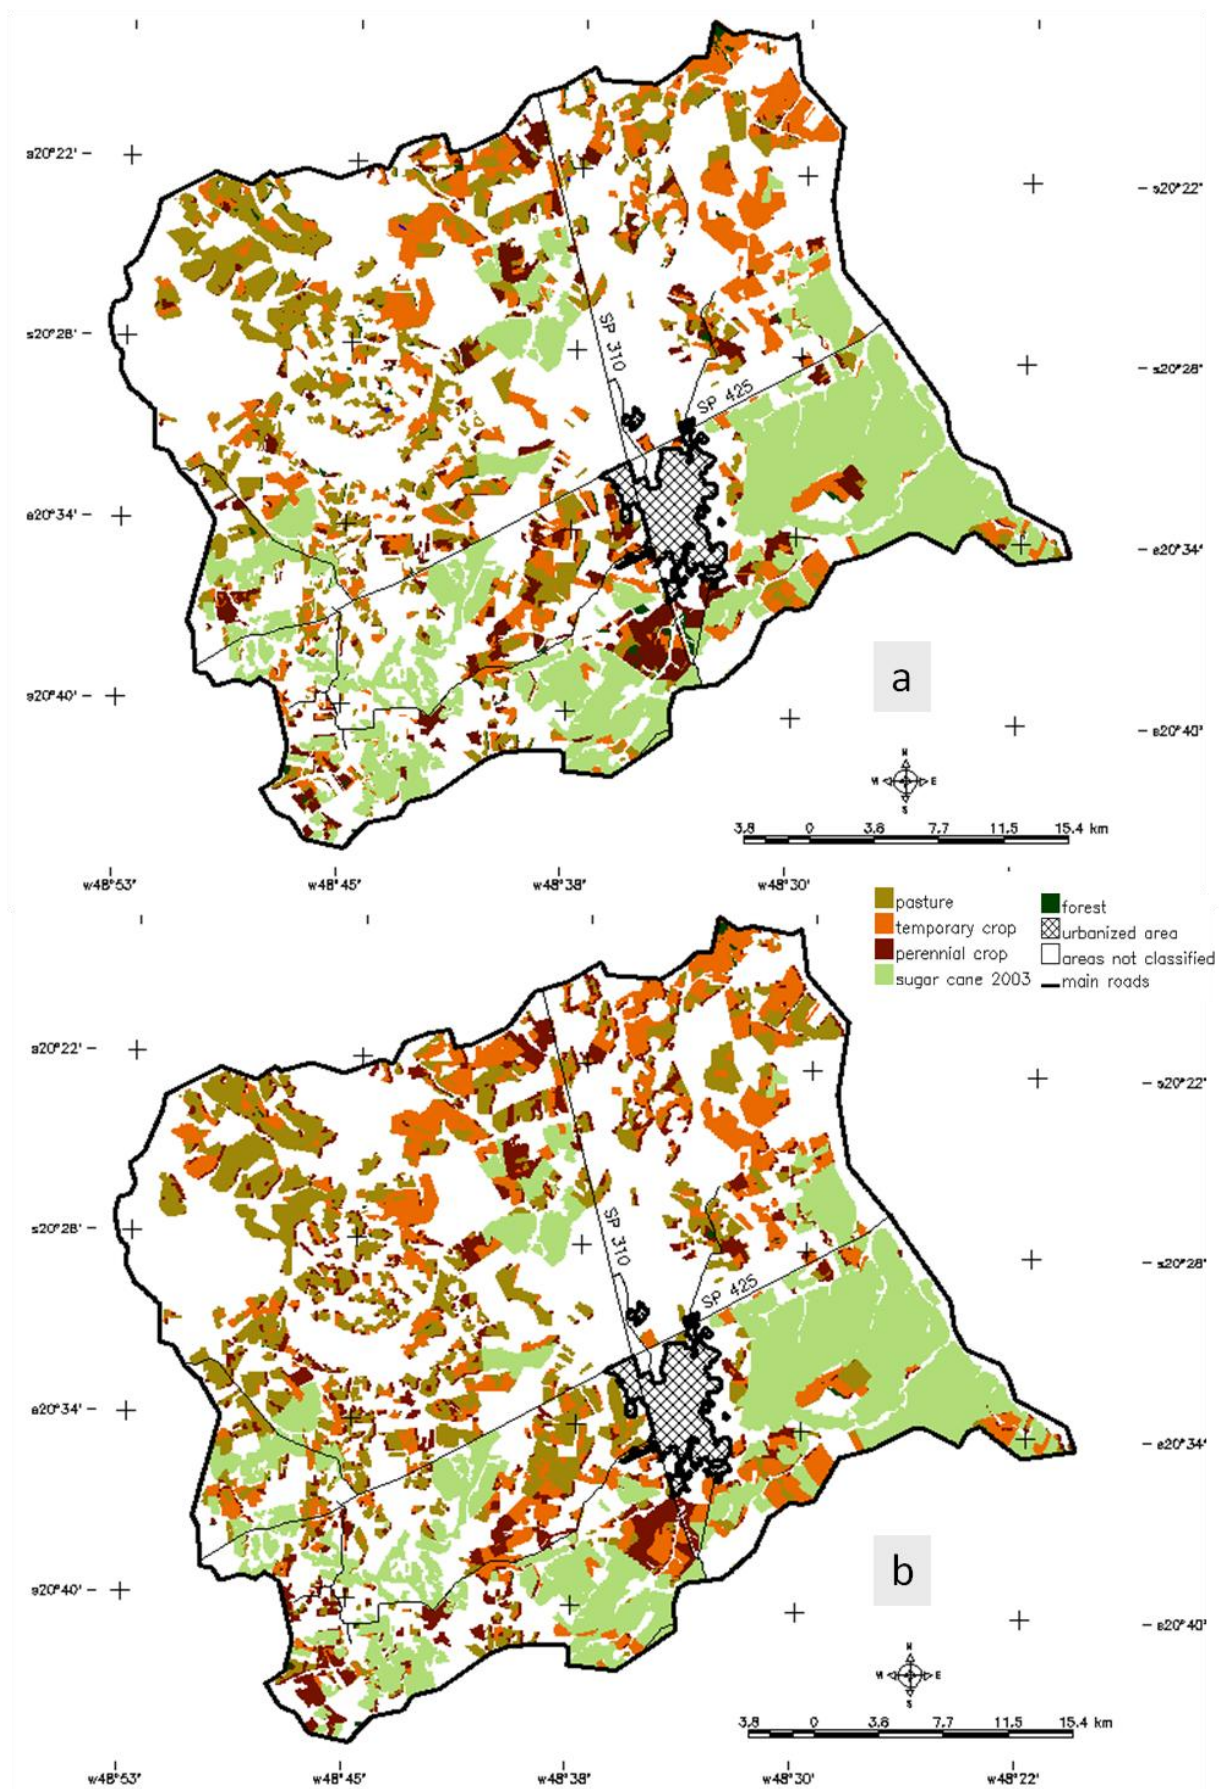 s20°22'
s20°22'
s20°28'
SP 310
s20°28'
SP 425
s20°34'
s20°34'
a
s20°40'
s20°40'
N
W E
S
3.8 0 3.8 7.7 11.5 15.4 km
w48°53' w48°45' w48°38' w48°30'
pasture
temporary crop
perennial crop
sugar cane 2003
forest
urbanized area
areas not classified
main roads
s20°22'
s20°22'
s20°28'
SP 310
s20°28'
SP 425
s20°34'
s20°34'
b
s20°40'
s20°40'
N
W E
S
3.8 0 3.8 7.7 11.5 15.4 km
w48°53' w48°45' w48°38' w48°30' w48°22'